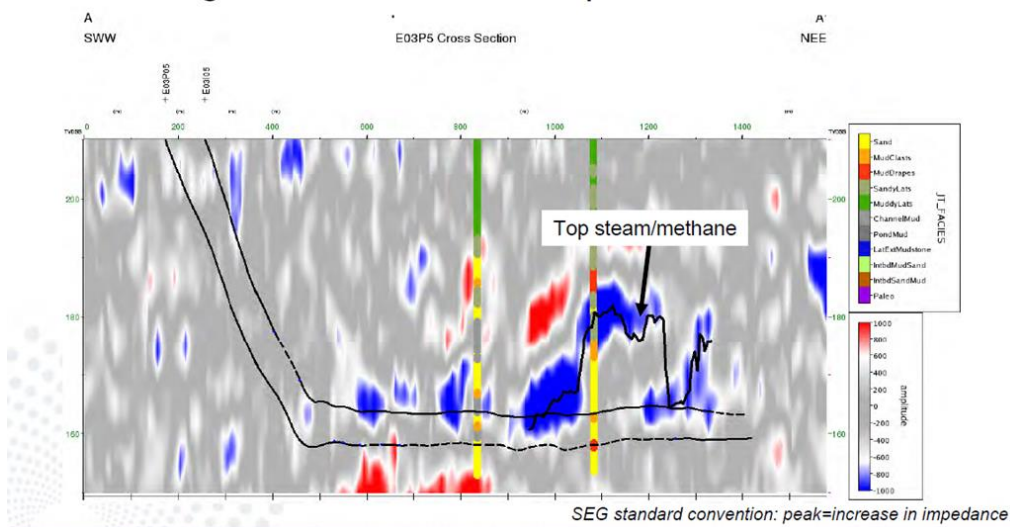 A
A'
SWW
E03P5 Cross Section
NEE
+ E03P05
+ E03I05
TVDSS
0 200 400 600 800 1000 1200 1400
TVDSS
200
200
180
180
160
160
Top steam/methane
Sand
MudClasts
MudDrapes
SandyLats
MuddyLats
ChannelMud
PondMud
LatExtMudstone
IntbdMudSand
IntbdSandMud
Paleo
JT_FACIES
1000
800
600
400
200
0
-200
-400
-600
-800
-1000
amplitude
SEG standard convention: peak=increase in impedance